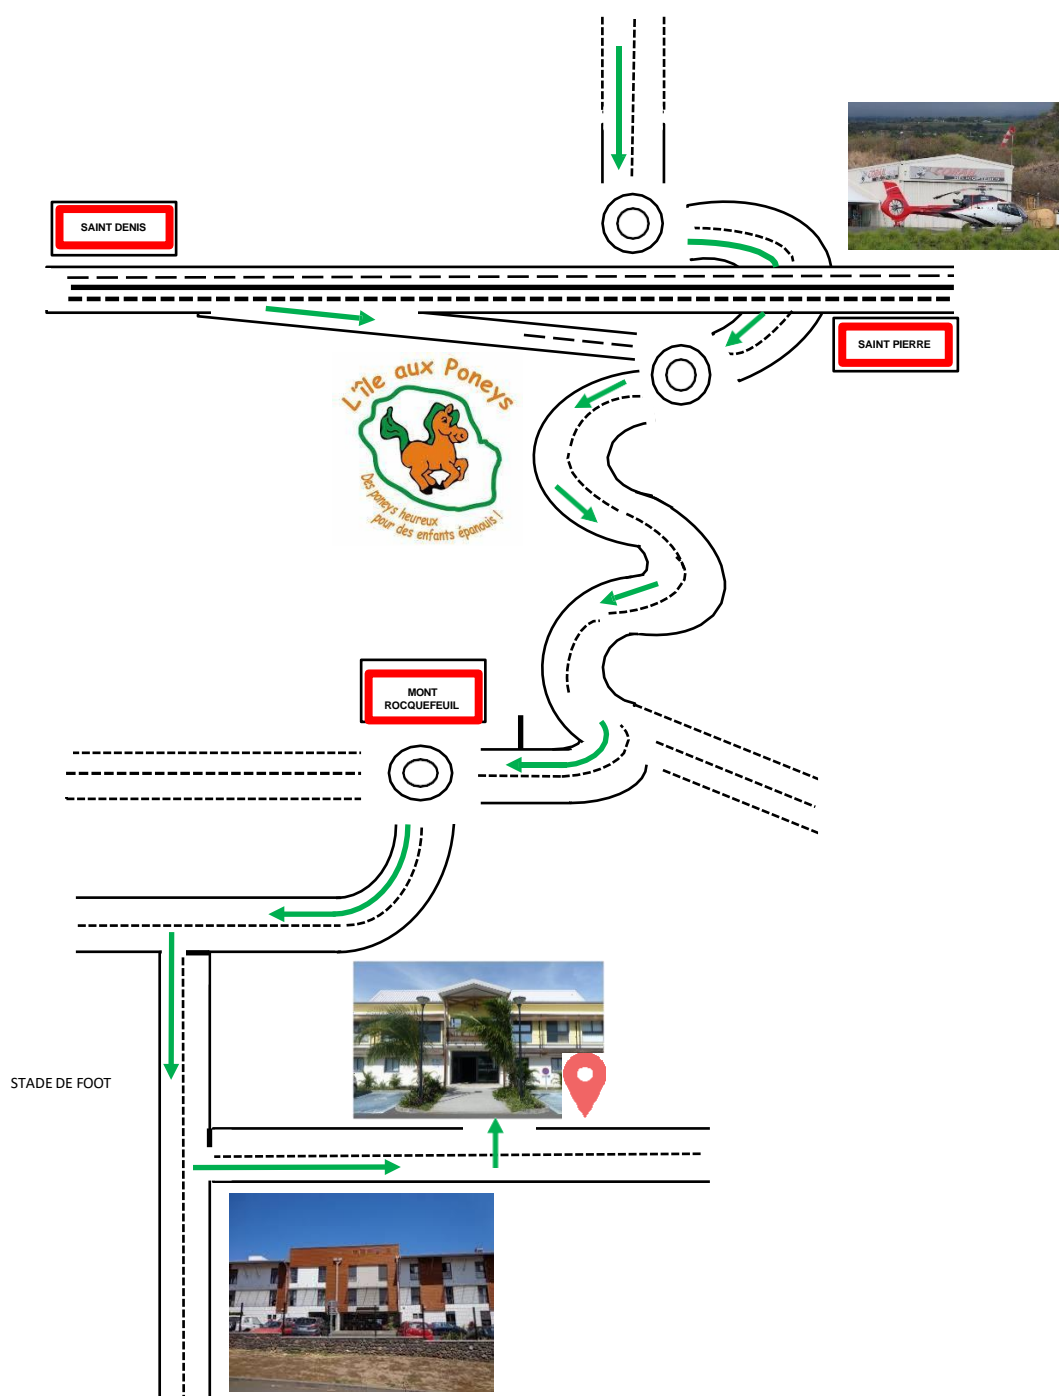 CORAIL
SAINT DENIS
SAINT PIERRE
L'île aux Poneys
Des poneys heureux
pour des enfants épanouis !
MONT
ROCQUEFEUIL
STADE DE FOOT